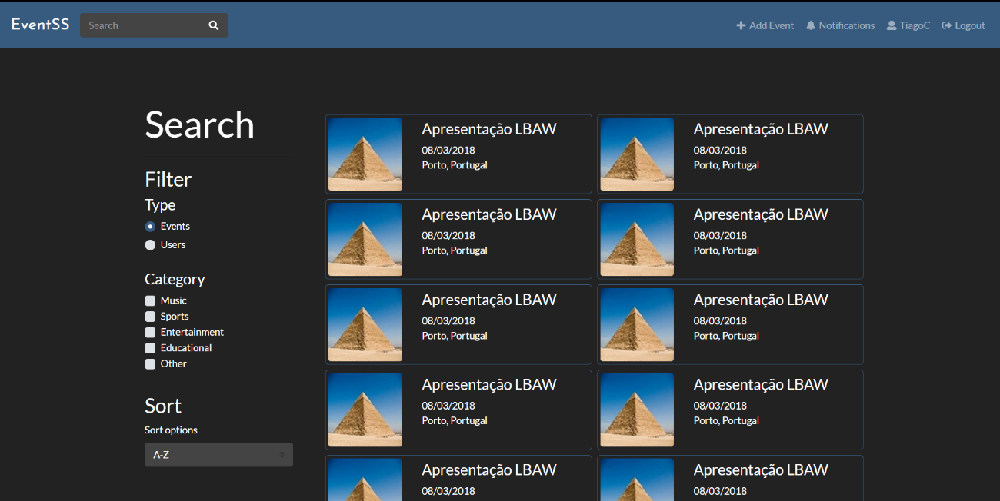 EventSS
Search
Add Event
Notifications
TiagoC
Logout
Search
Filter
Type
Events
Users
Category
Music
Sports
Entertainment
Educational
Other
Sort
Sort options
A-Z
Apresentação LBAW
08/03/2018
Porto, Portugal
Apresentação LBAW
08/03/2018
Porto, Portugal
Apresentação LBAW
08/03/2018
Porto, Portugal
Apresentação LBAW
08/03/2018
Porto, Portugal
Apresentação LBAW
08/03/2018
Porto, Portugal
Apresentação LBAW
08/03/2018
Porto, Portugal
Apresentação LBAW
08/03/2018
Porto, Portugal
Apresentação LBAW
08/03/2018
Porto, Portugal
Apresentação LBAW
08/03/2018
Apresentação LBAW
08/03/2018